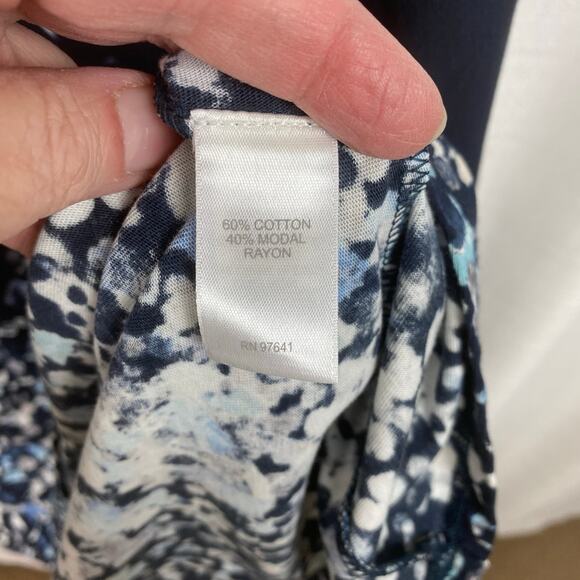 60% COTTON
40% MODAL
RAYON
RN 97641